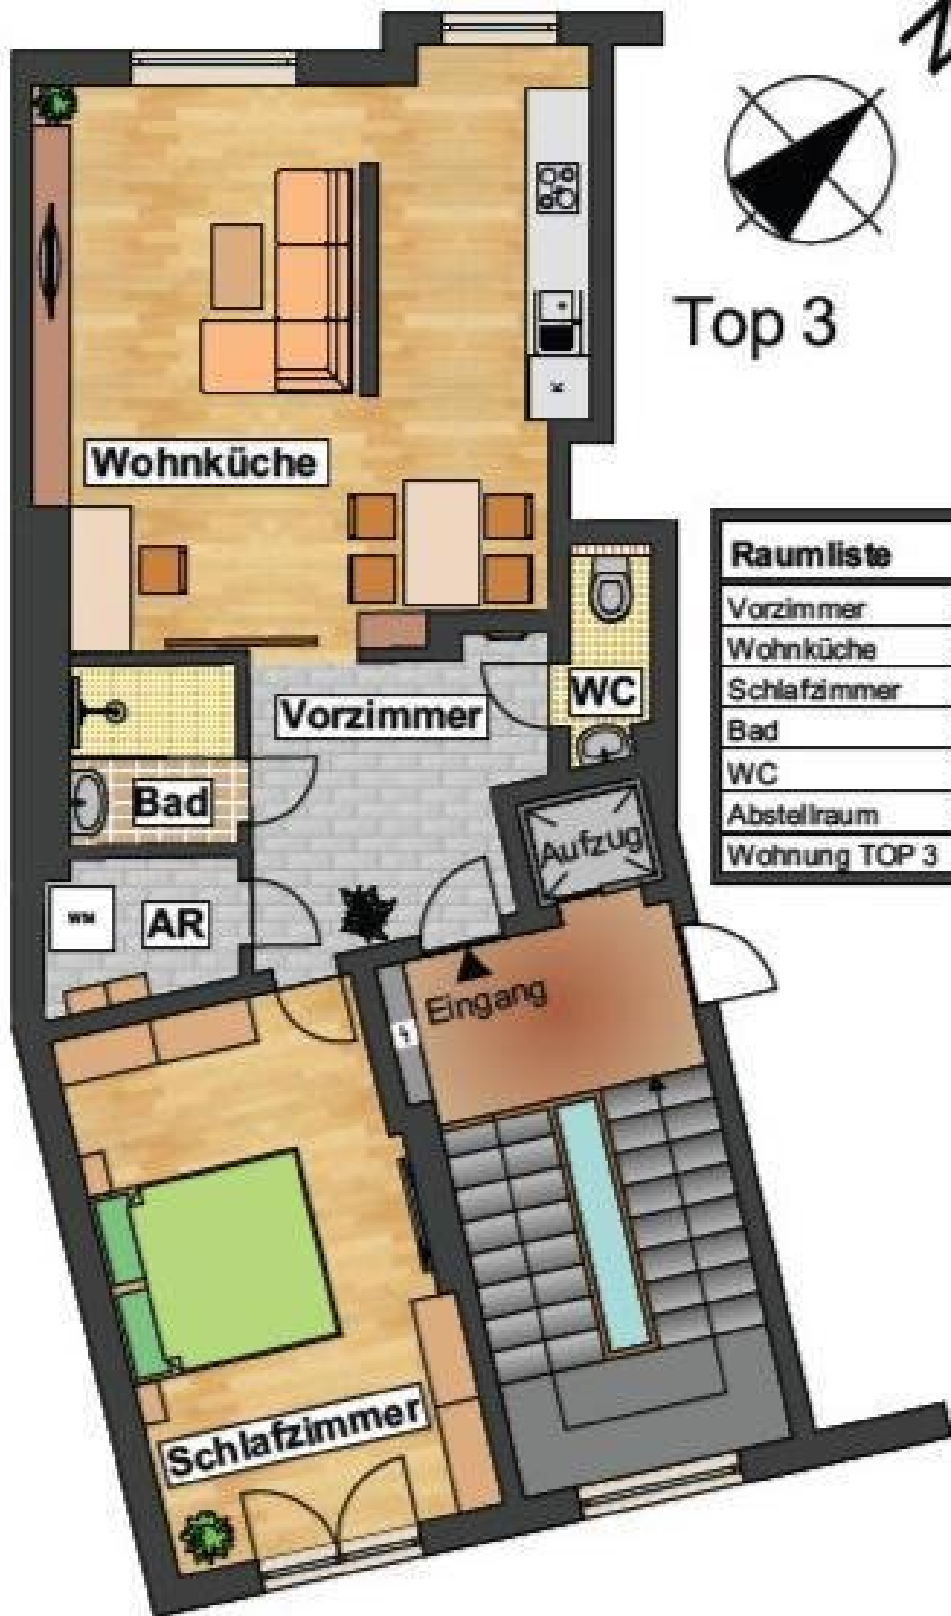 N
Top 3
Wohnküche
Raumliste
Vorzimmer
Wohnküche
Schlafzimmer
Bad
WC
Abstellraum
Wohnung TOP 3
WC
Vorzimmer
Bad
Aufzug
WM
AR
Eingang
Schlafzimmer
K